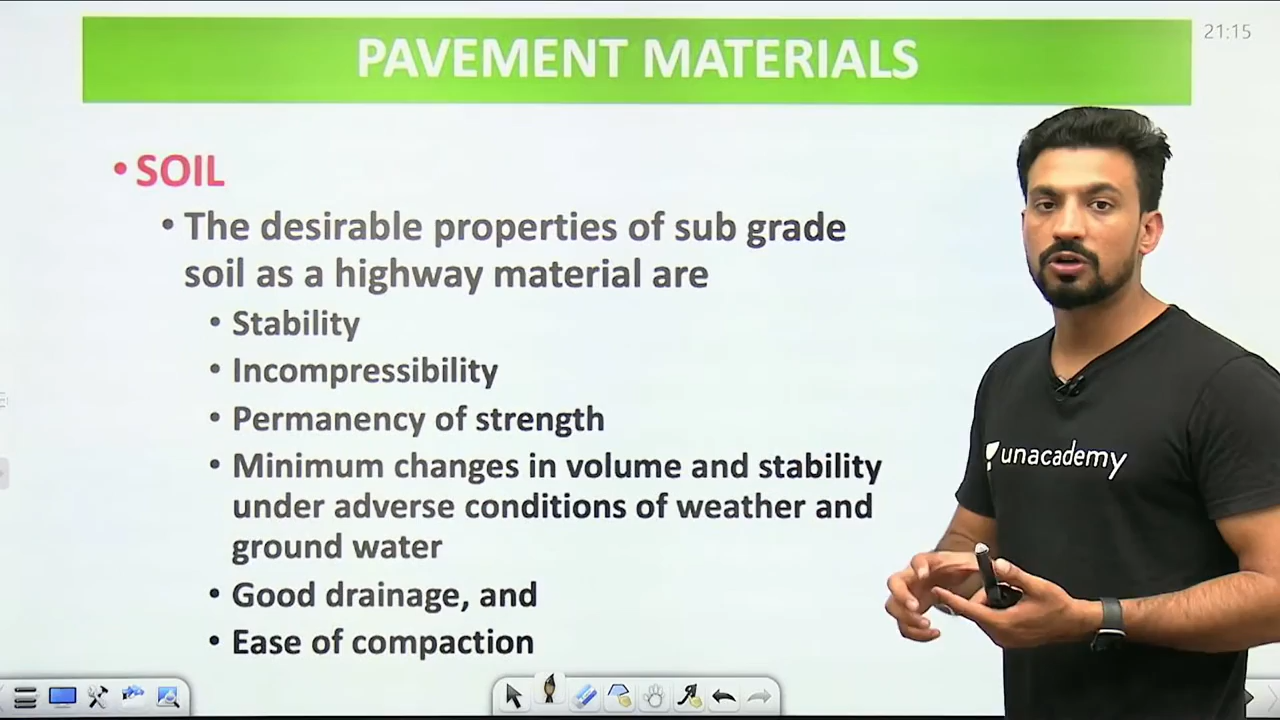 PAVEMENT MATERIALS
21:15
• SOIL
• The desirable properties of sub grade
soil as a highway material are
• Stability
• Incompressibility
• Permanency of strength
• Minimum changes in volume and stability
under adverse conditions of weather and
ground water
• Good drainage, and
• Ease of compaction
unacademy